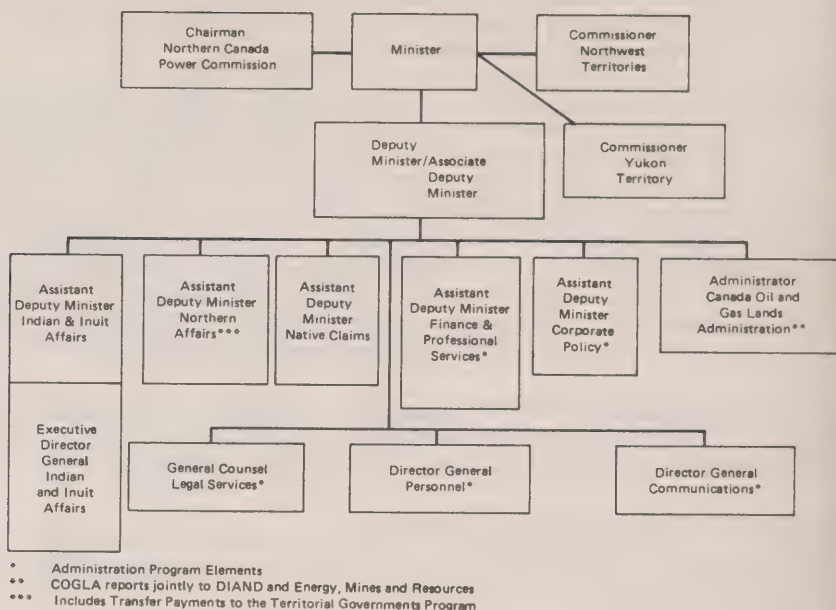 Chairman
Northern Canada
Power Commission
Minister
Commissioner
Northwest
Territories
Deputy
Minister/Associate
Deputy
Minister
Commissioner
Yukon
Territory
Assistant
Deputy Minister
Indian & Inuit
Affairs
Assistant
Deputy Minister
Northern
Affairs***
Assistant
Deputy
Minister
Native Claims
Assistant
Deputy Minister
Finance &
Professional
Services*
Assistant
Deputy
Minister
Corporate
Policy*
Administrator
Canada Oil and
Gas Lands
Administration**
Executive
Director
General
Indian
and Inuit
Affairs
General Counsel
Legal Services*
Director General
Personnel*
Director General
Communications*
* Administration Program Elements
** COGLA reports jointly to DIAND and Energy, Mines and Resources
*** Includes Transfer Payments to the Territorial Governments Program